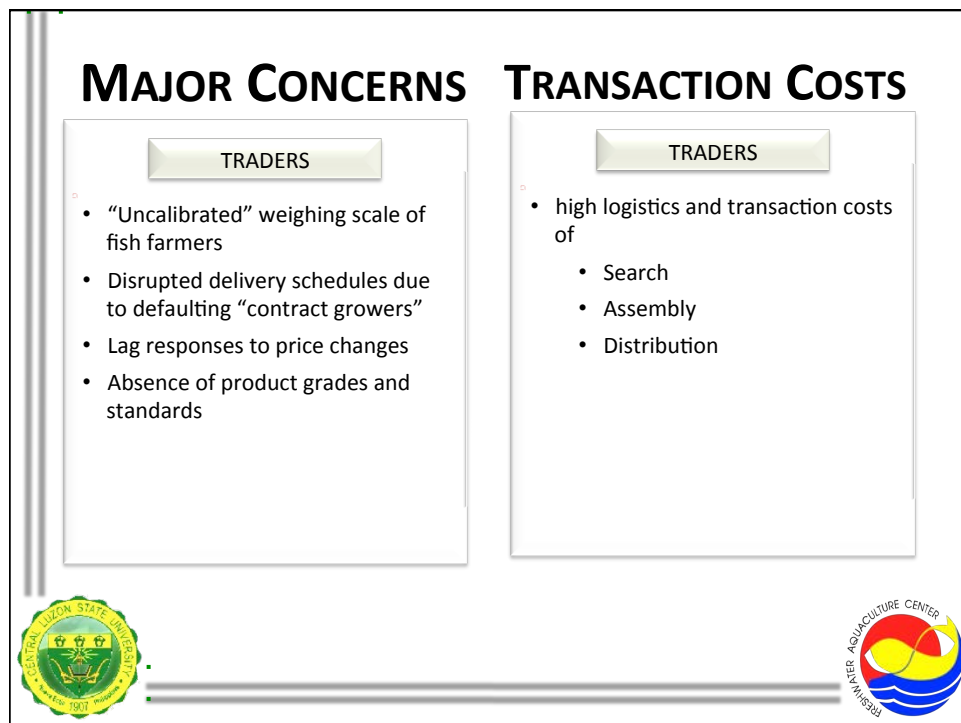 MAJOR CONCERNS
TRADERS
• “Uncalibrated” weighing scale of
fish farmers
• Disrupted delivery schedules due
to defaulting “contract growers”
• Lag responses to price changes
• Absence of product grades and
standards
TRANSACTION COSTS
TRADERS
• high logistics and transaction costs
of
• Search
• Assembly
• Distribution
CENTRAL LUZON STATE UNIVERSITY
1907
FRESHWATER AQUACULTURE CENTER